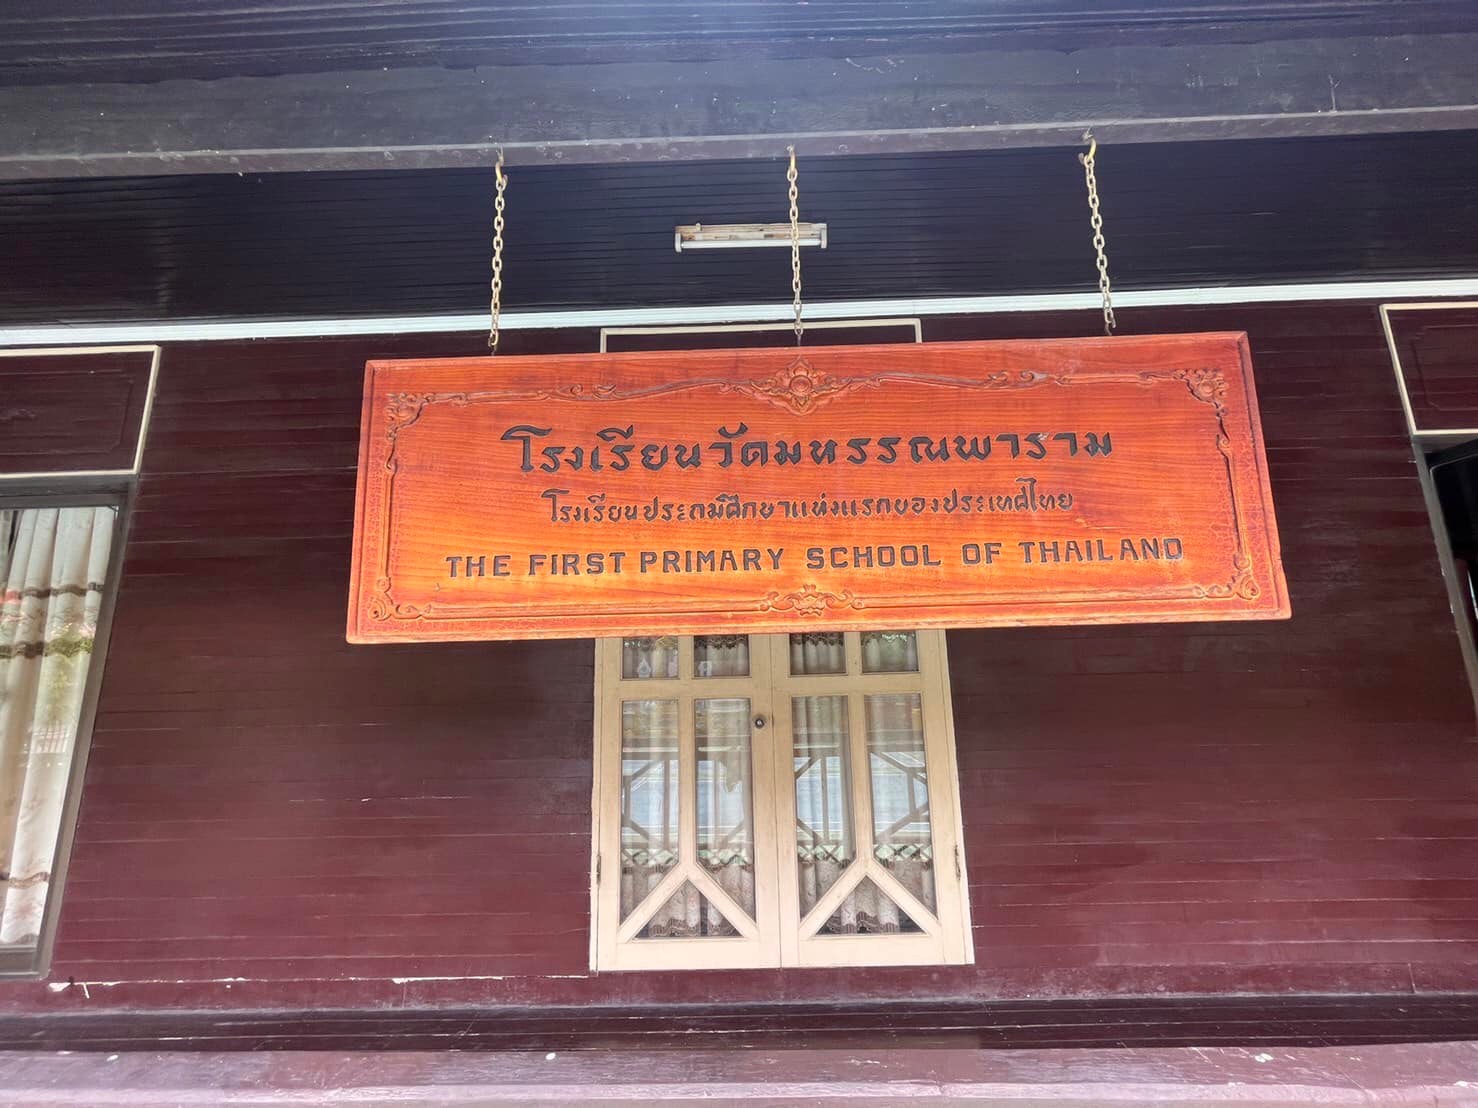 โรงเรียนวัดมหรรณพาราม
โรงเรียนประถมศึกษาแห่งแรกของประเทศไทย
THE FIRST PRIMARY SCHOOL OF THAILAND